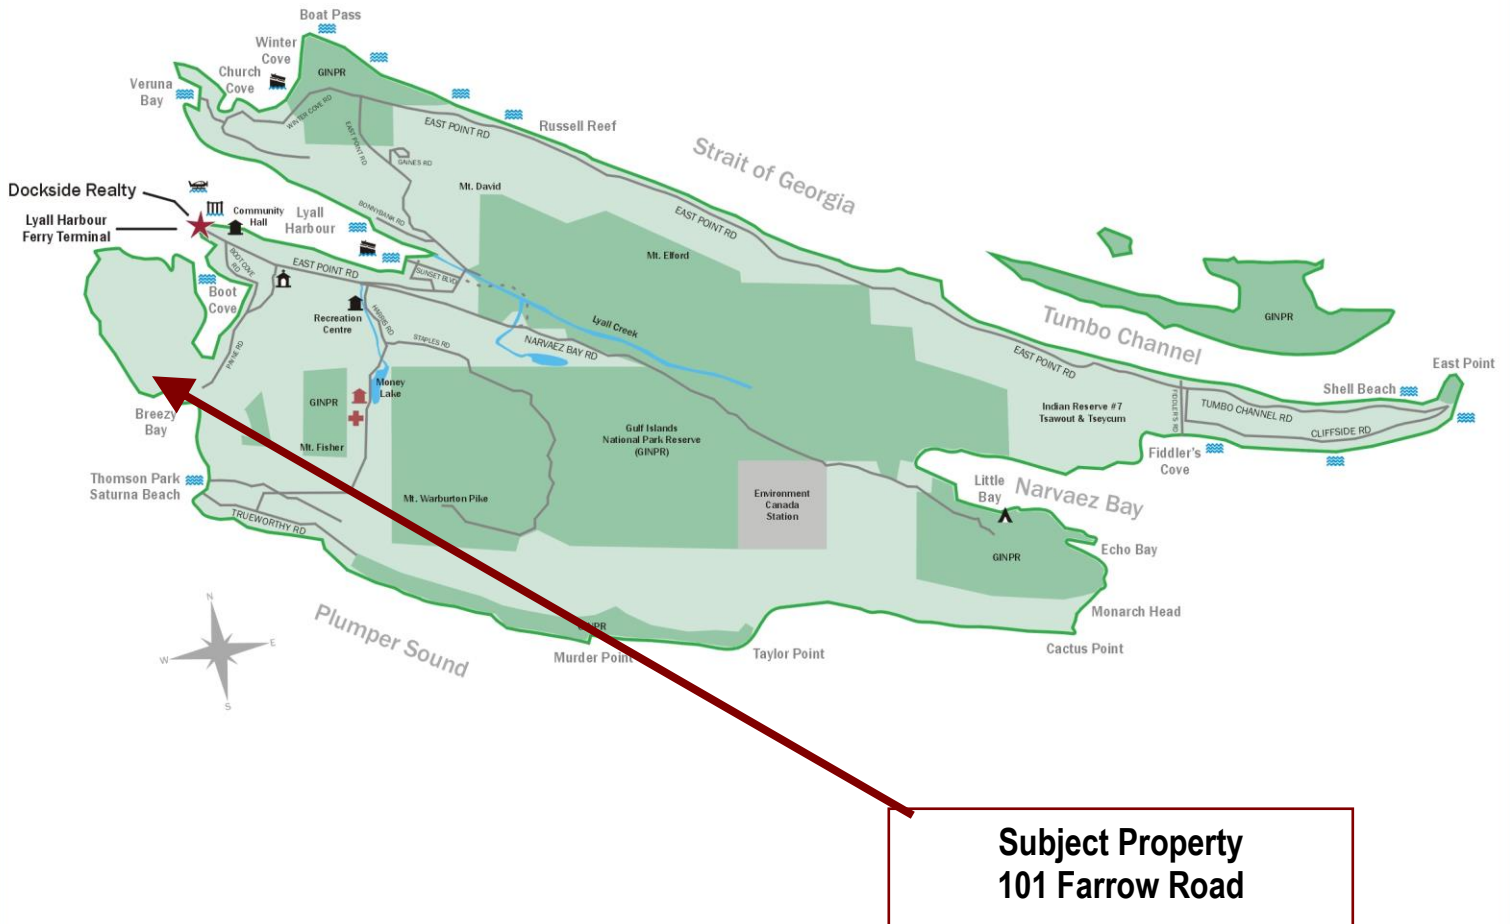 Boat Pass
Winter
Cove
Church
Cove
GINPR
Veruna
Bay
WINTER COVE RD
EAST POINT RD
EAST POINT RD
Russell Reef
GAINES RD
Strait of Georgia
Mt. David
Dockside Realty
Lyall Harbour
Ferry Terminal
Community
Hall
Lyall
Harbour
BONNYBANK RD
EAST POINT RD
Mt. Elford
BOOT COVE
RD
EAST POINT RD
SUNSET BLVD
Boot
Cove
Recreation
Centre
HARRIS RD
STAPLES RD
NARVAEZ BAY RD
Lyall Creek
Tumbo Channel
GINPR
EAST POINT RD
East Point
Shell Beach
PAYNE RD
Money
Lake
GINPR
Breezy
Bay
Mt. Fisher
Gulf Islands
National Park Reserve
(GINPR)
Indian Reserve #7
Tsawout & Tseycum
FIDDLER'S RD
TUMBO CHANNEL RD
CLIFFSIDE RD
Fiddler's
Cove
Thomson Park
Saturna Beach
Mt. Warburton Pike
Environment
Canada
Station
Little
Bay
Narvaez Bay
TRUEWORTHY RD
Echo Bay
GINPR
Monarch Head
Cactus Point
Plumper Sound
GINPR
Murder Point
Taylor Point
N
E
W
S
Subject Property
101 Farrow Road